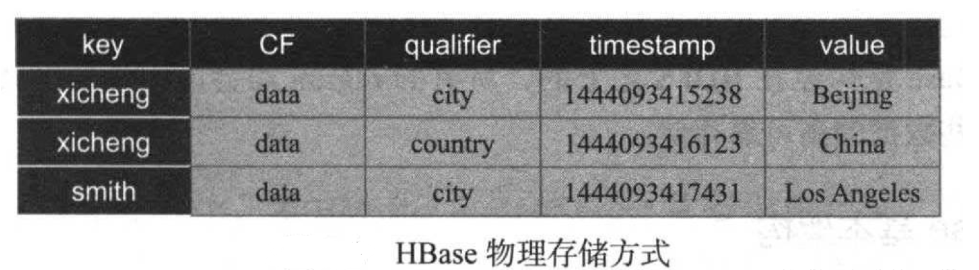 key CF qualifier timestamp value
xicheng data city 1444093415238 Beijing
xicheng data country 1444093416123 China
smith data city 1444093417431 Los Angeles
HBase 物理存储方式